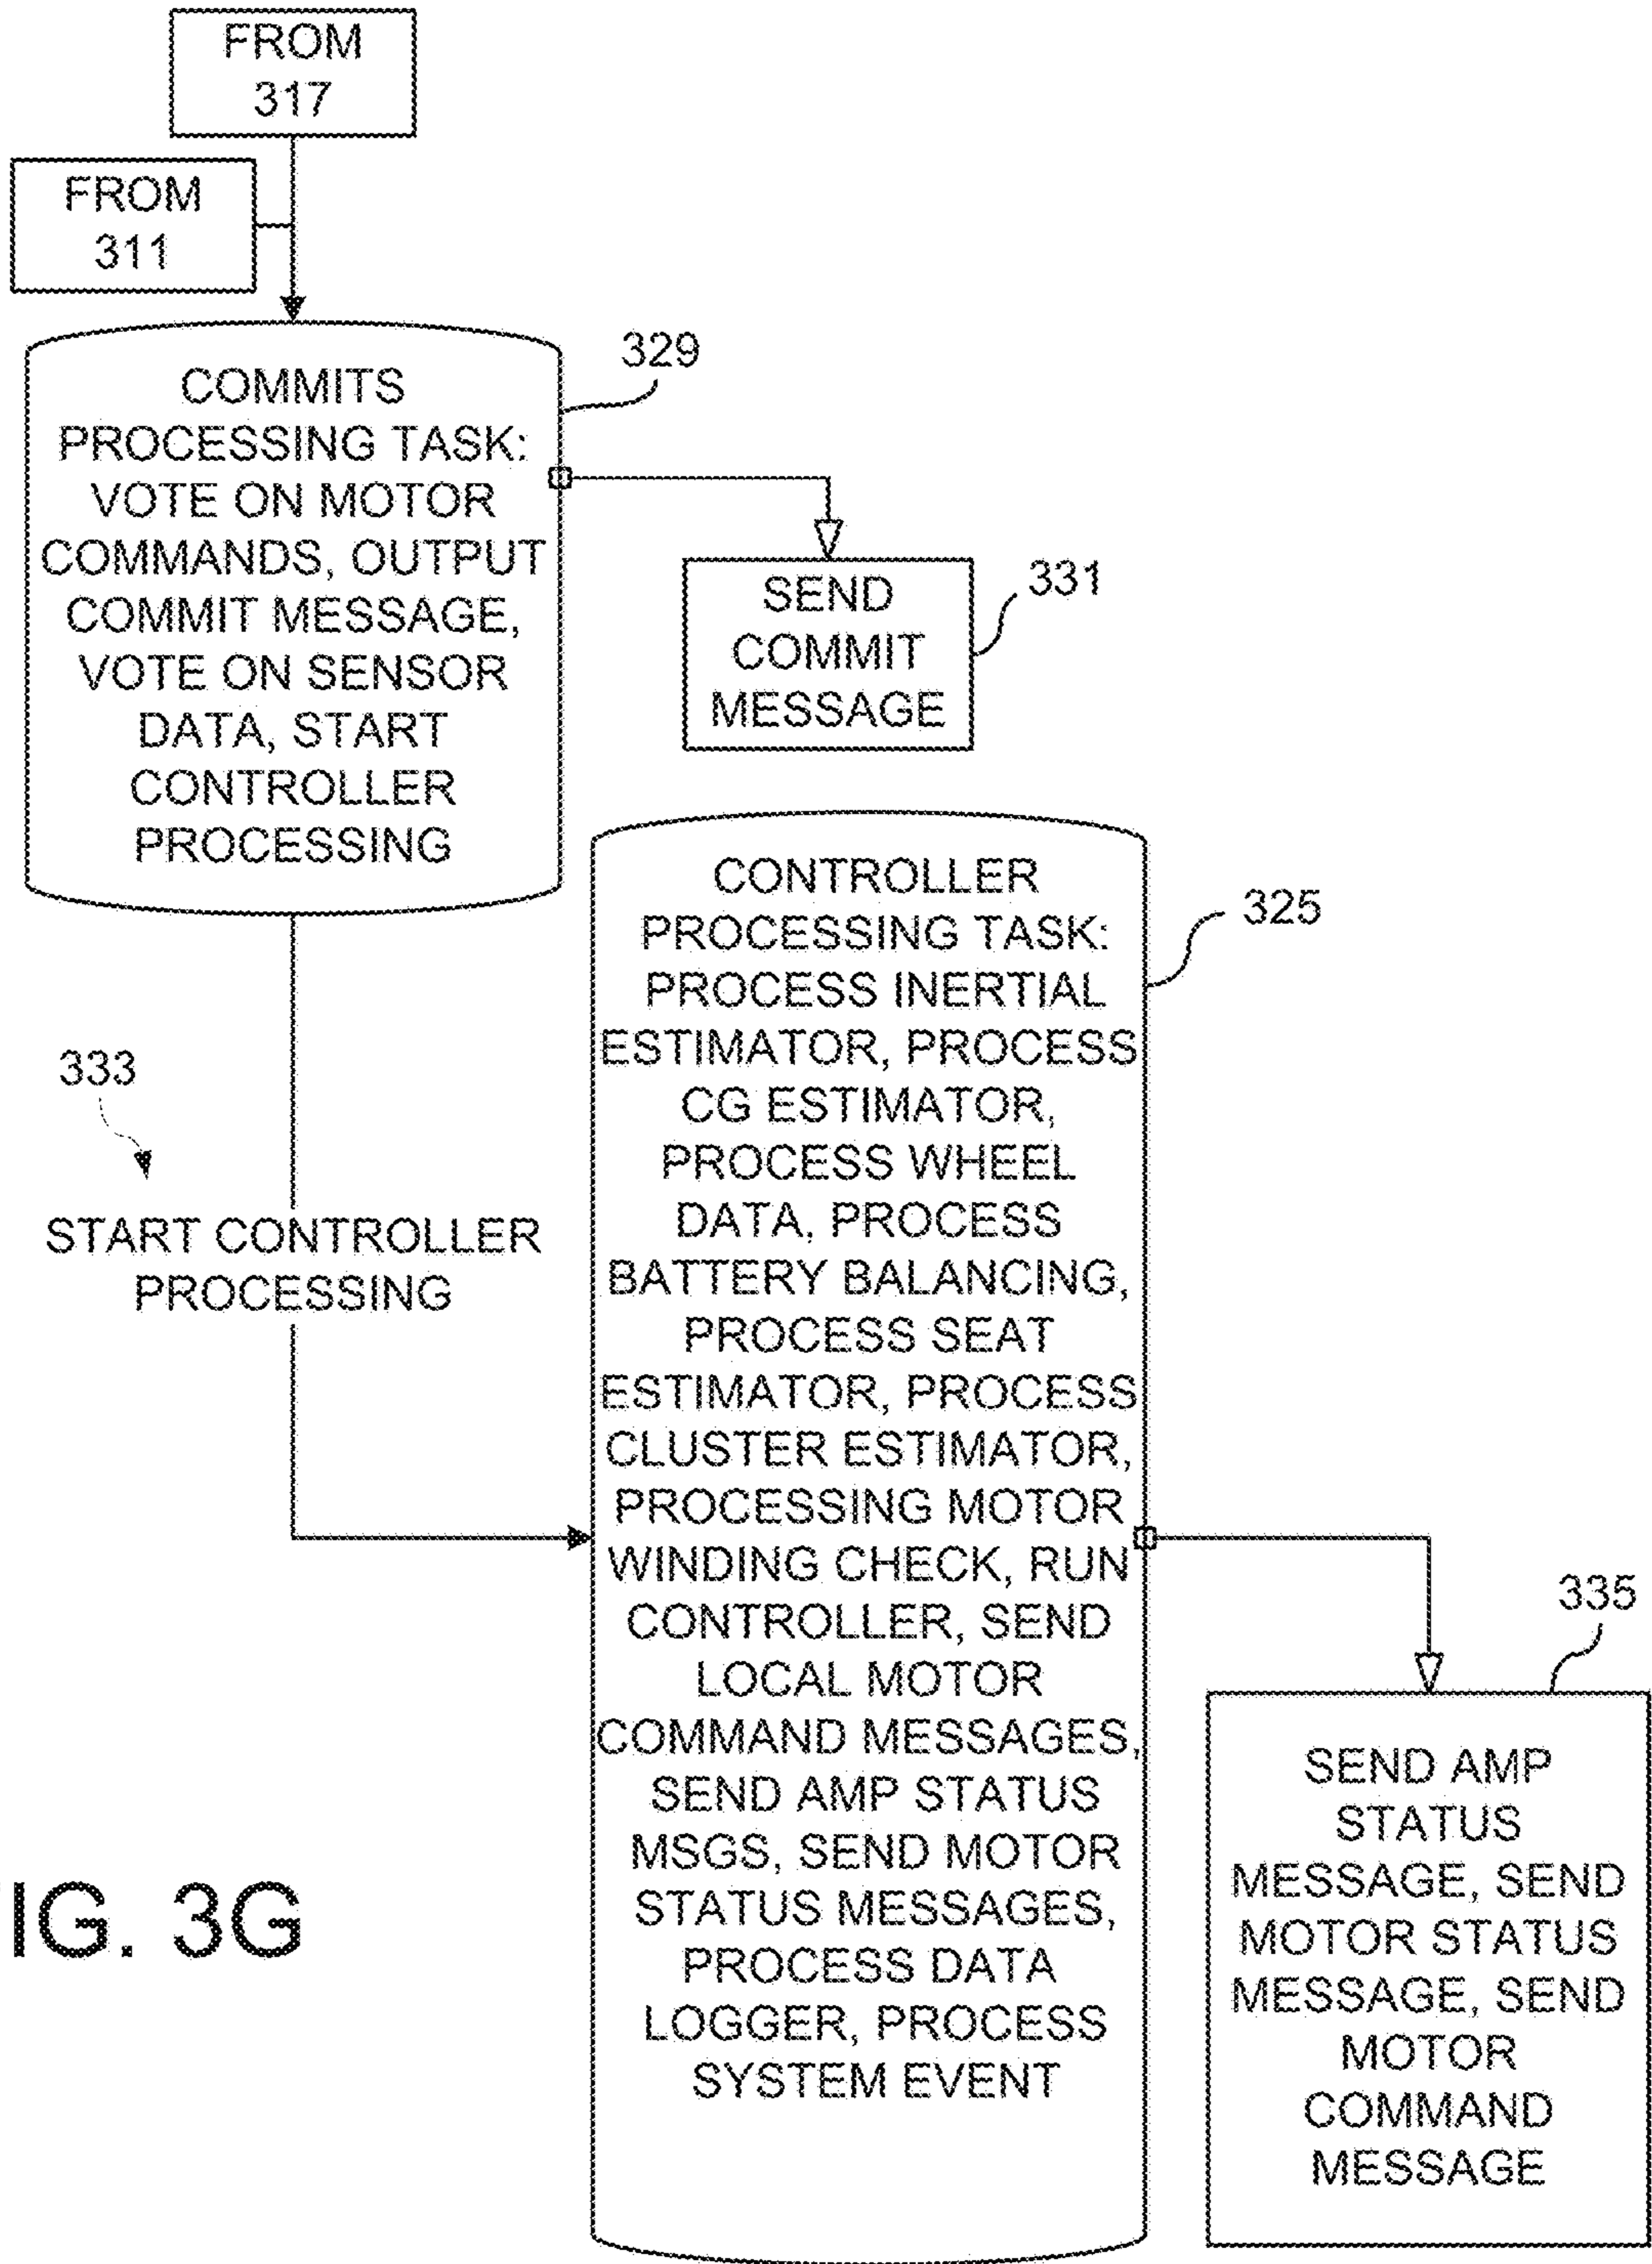 FROM
317
FROM
311
COMMITS
PROCESSING TASK:
VOTE ON MOTOR
COMMANDS, OUTPUT
COMMIT MESSAGE,
VOTE ON SENSOR
DATA, START
CONTROLLER
PROCESSING
329
SEND
COMMIT
MESSAGE
331
333
START CONTROLLER
PROCESSING
CONTROLLER
PROCESSING TASK:
PROCESS INERTIAL
ESTIMATOR, PROCESS
CG ESTIMATOR,
PROCESS WHEEL
DATA, PROCESS
BATTERY BALANCING,
PROCESS SEAT
ESTIMATOR, PROCESS
CLUSTER ESTIMATOR,
PROCESSING MOTOR
WINDING CHECK, RUN
CONTROLLER, SEND
LOCAL MOTOR
COMMAND MESSAGES,
SEND AMP STATUS
MSGS, SEND MOTOR
STATUS MESSAGES,
PROCESS DATA
LOGGER, PROCESS
SYSTEM EVENT
325
335
SEND AMP
STATUS
MESSAGE, SEND
MOTOR STATUS
MESSAGE, SEND
MOTOR
COMMAND
MESSAGE
IG. 3G